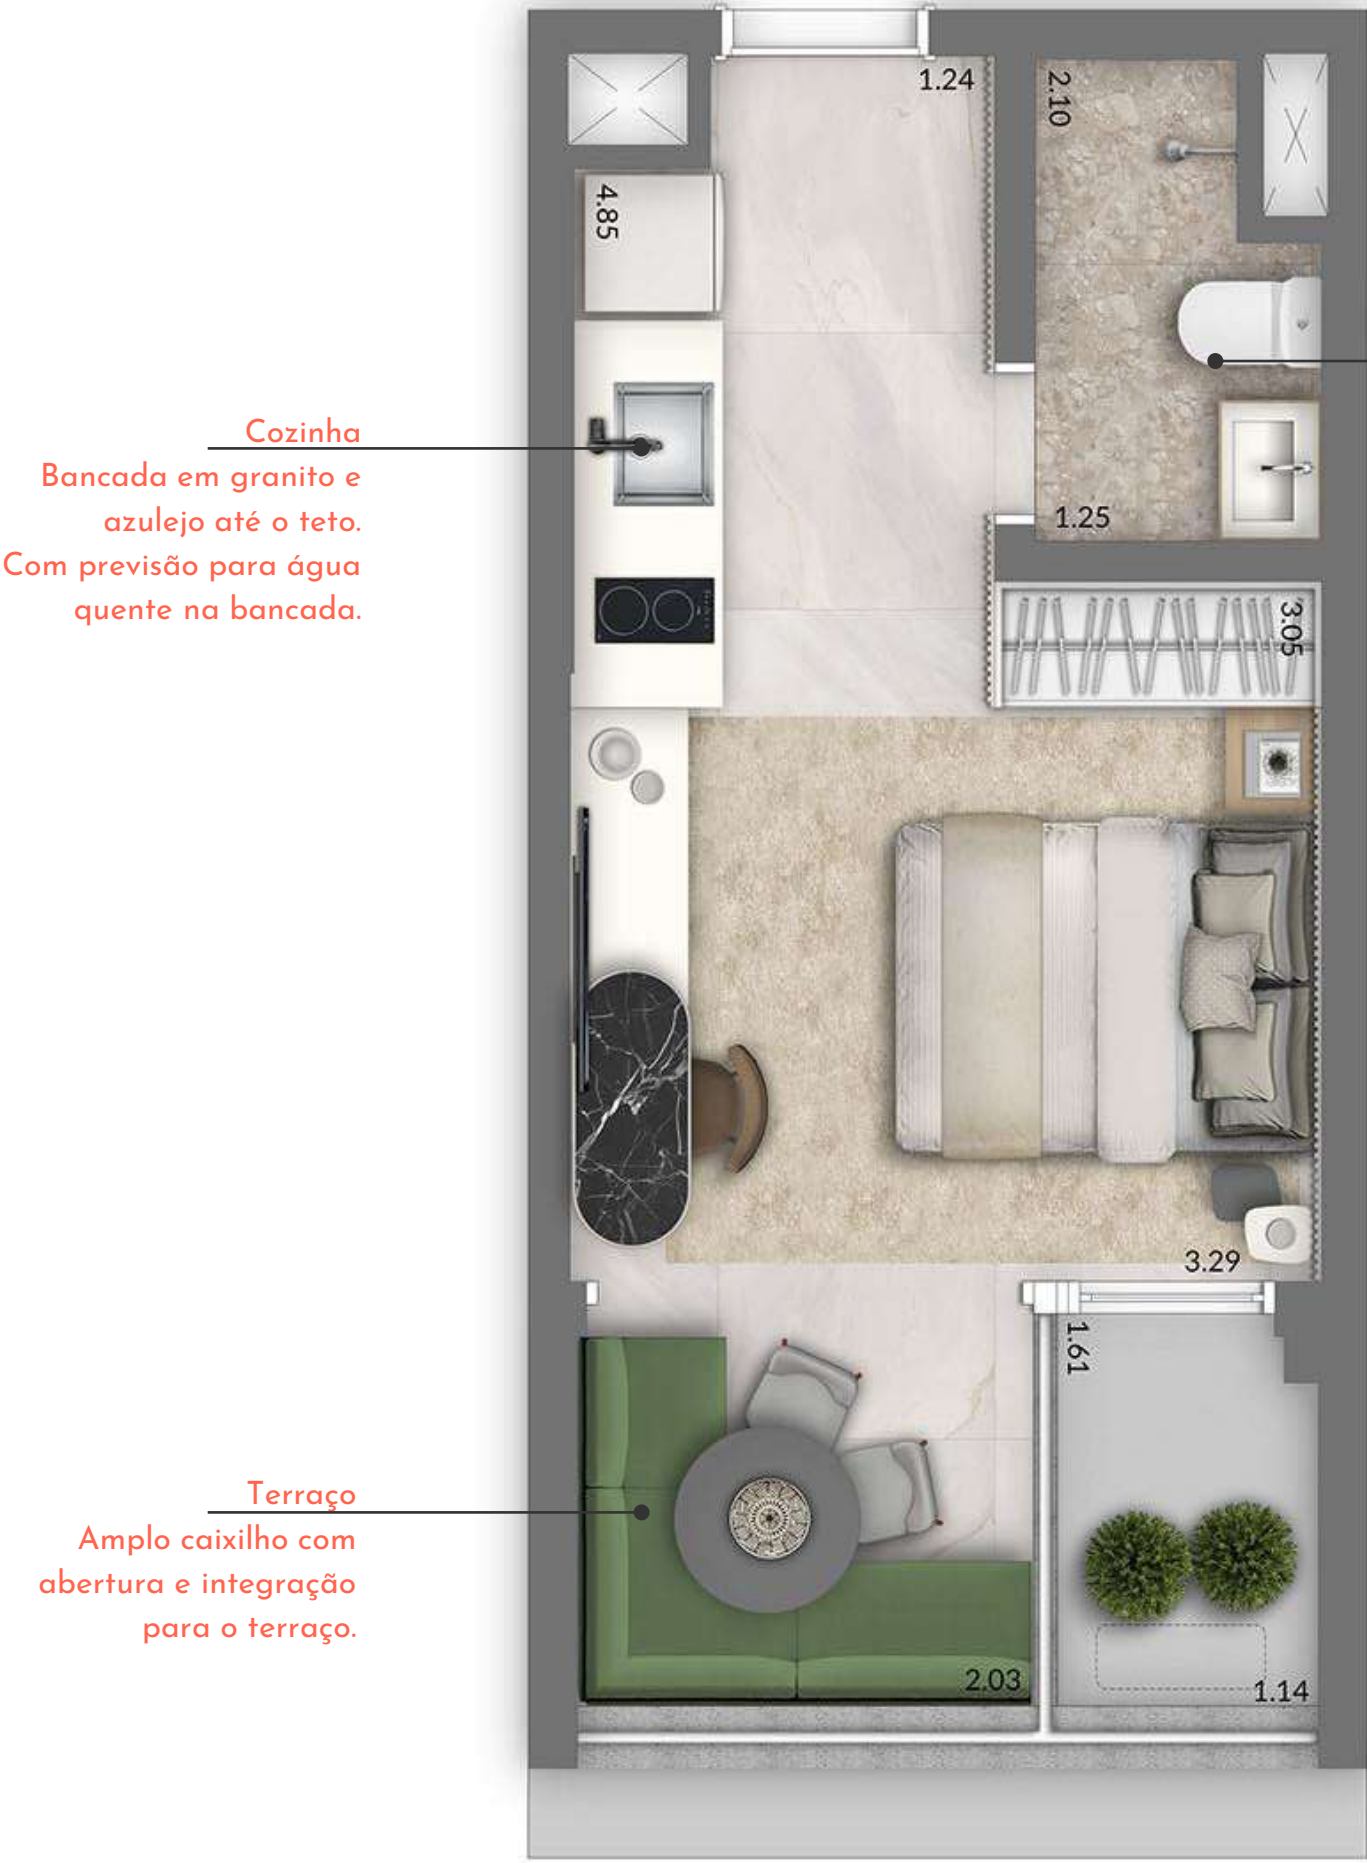 1.24
2.10
4.85
Cozinha
Bancada em granito e
azulejo até o teto.
Com previsão para água
quente na bancada.
1.25
3.05
3.29
1.61
Terraço
Amplo caixilho com
abertura e integração
para o terraço.
2.03
1.14